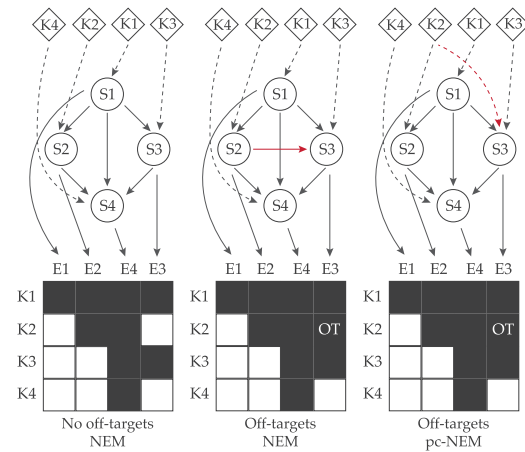 K4 K2 K1 K3 K4 K2 K1 K3 K4 K2 K1 K3
S1 S1 S1
S2 S3 S2 S3 S2 S3
S4 S4 S4
E1 E2 E4 E3 E1 E2 E4 E3 E1 E2 E4 E3
K1 K1 K1
K2 K2 OT K2 OT
K3 K3 K3
K4 K4 K4
No off-targets Off-targets Off-targets
NEM NEM pc-NEM